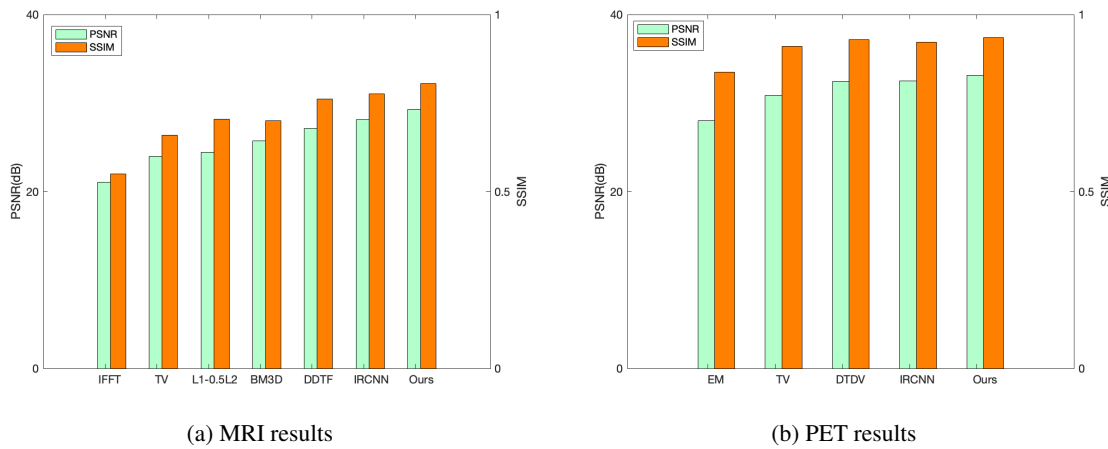 40
20
0
PSNR(dB)
PSNR
SSIM
1
0.5
0
SSIM
IFFT TV L1-0.5L2 BM3D DDTF IRCNN Ours
(a) MRI results
40
20
0
PSNR(dB)
PSNR
SSIM
1
0.5
0
SSIM
EM TV DTDV IRCNN Ours
(b) PET results